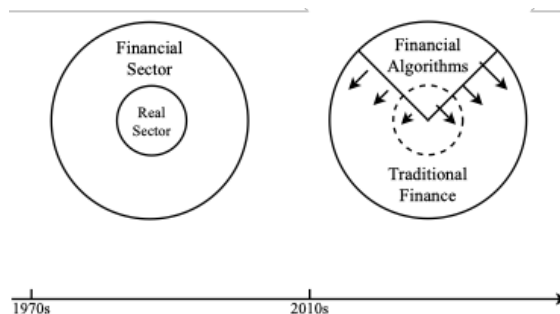 Financial
Sector
Real
Sector
Financial
Algorithms
Traditional
Finance
1970s
2010s